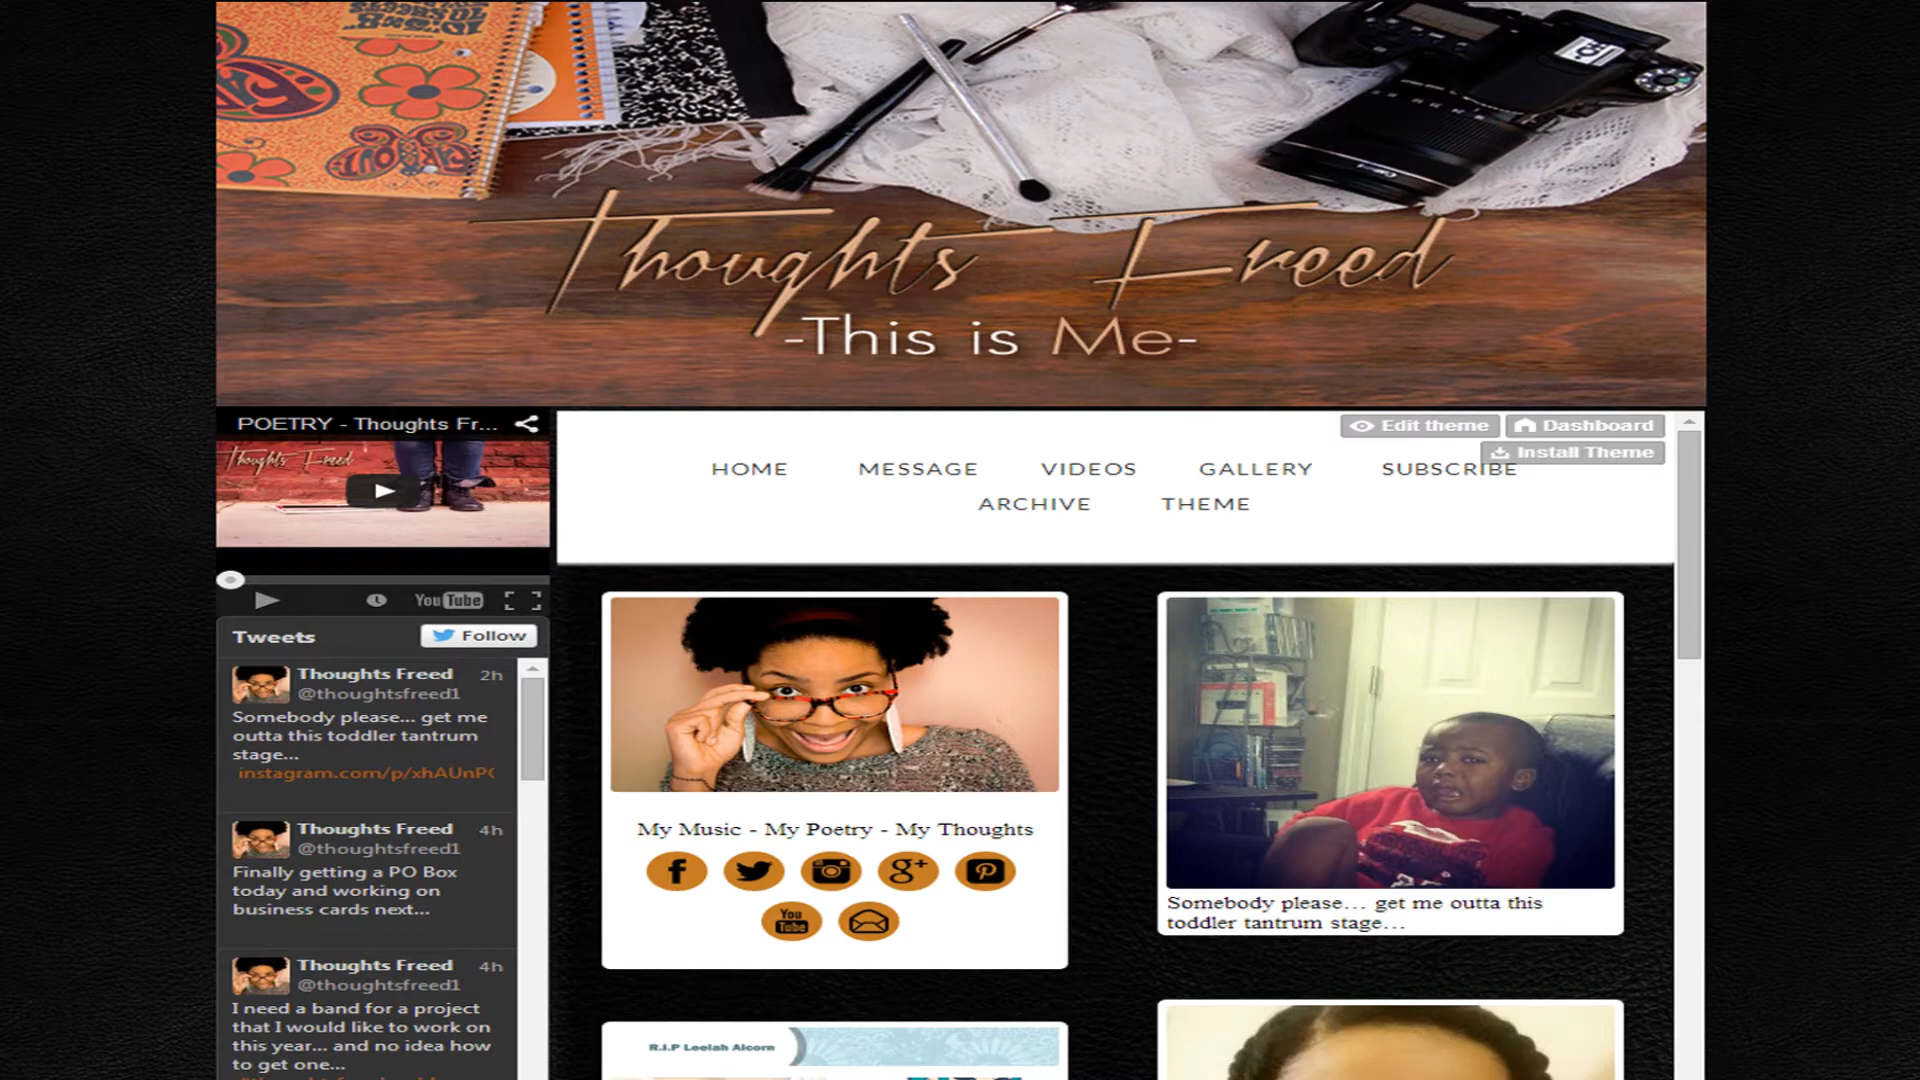 Thoughts Freed
-This is Me-
POETRY - Thoughts Fr...
Thoughts Freed
YouTube
Edit theme
Dashboard
Install Theme
HOME
MESSAGE
VIDEOS
GALLERY
SUBSCRIBE
ARCHIVE
THEME
Tweets
Follow
Thoughts Freed 2h
@thoughtsfreed1
Somebody please... get me
outta this toddler tantrum
stage...
instagram.com/p/xhAUnP
Thoughts Freed 4h
@thoughtsfreed1
Finally getting a PO Box
today and working on
business cards next...
Thoughts Freed 4h
@thoughtsfreed1
I need a band for a project
that I would like to work on
this year... and no idea how
to get one...
My Music - My Poetry - My Thoughts
f
g+
You
Tube
Somebody please... get me outta this
toddler tantrum stage...
R.I.P Leelah Alcorn